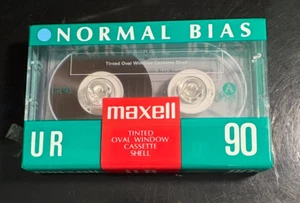 NORMAL BIAS
Tinted Oval Window Cassette Shell
A
maxell
UR
TINTED
OVAL WINDOW
CASSETTE
SHELL
90